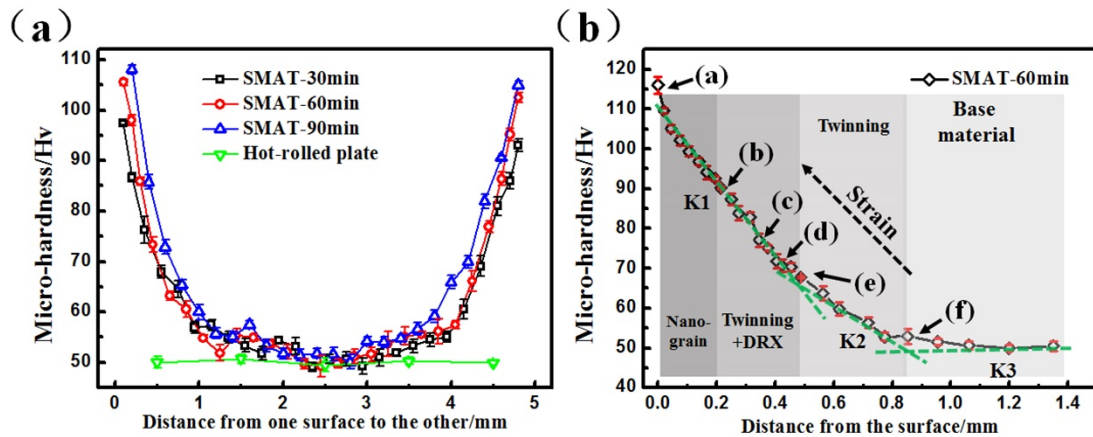 (a)
110
100
90
80
70
60
50
40
Micro-hardness/Hv
SMAT-30min
SMAT-60min
SMAT-90min
Hot-rolled plate
0 1 2 3 4 5
Distance from one surface to the other/mm
(b)
120
110
100
90
80
70
60
50
40
Micro-hardness/Hv
SMAT-60min
(a)
Twinning
Base
material
(b)
K1
Strain
(c)
(d)
(e)
Nano-
grain
Twinning
+DRX
K2
(f)
K3
0.0 0.2 0.4 0.6 0.8 1.0 1.2 1.4
Distance from the surface/mm